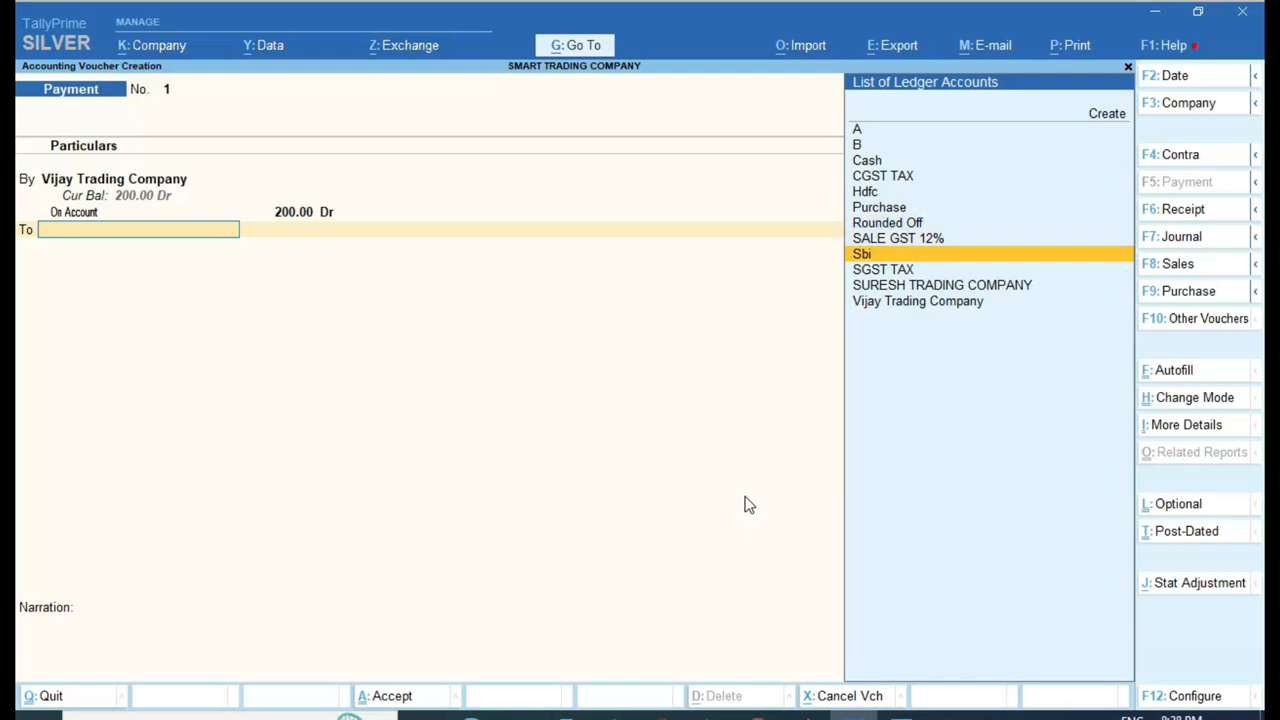 TallyPrime
SILVER
MANAGE
K: Company
Y: Data
Z: Exchange
G: Go To
O: Import
E: Export
M: E-mail
P: Print
F1: Help
Accounting Voucher Creation
SMART TRADING COMPANY
Payment No. 1
Particulars
By Vijay Trading Company
Cur Bal: 200.00 Dr
On Account 200.00 Dr
To
Narration:
List of Ledger Accounts
Create
A
B
Cash
CGST TAX
Hdfc
Purchase
Rounded Off
SALE GST 12%
Sbi
SGST TAX
SURESH TRADING COMPANY
Vijay Trading Company
F2: Date
F3: Company
F4: Contra
F5: Payment
F6: Receipt
F7: Journal
F8: Sales
F9: Purchase
F10: Other Vouchers
F: Autofill
H: Change Mode
I: More Details
O: Related Reports
L: Optional
T: Post-Dated
J: Stat Adjustment
Q: Quit
A: Accept
D: Delete
X: Cancel Vch
F12: Configure